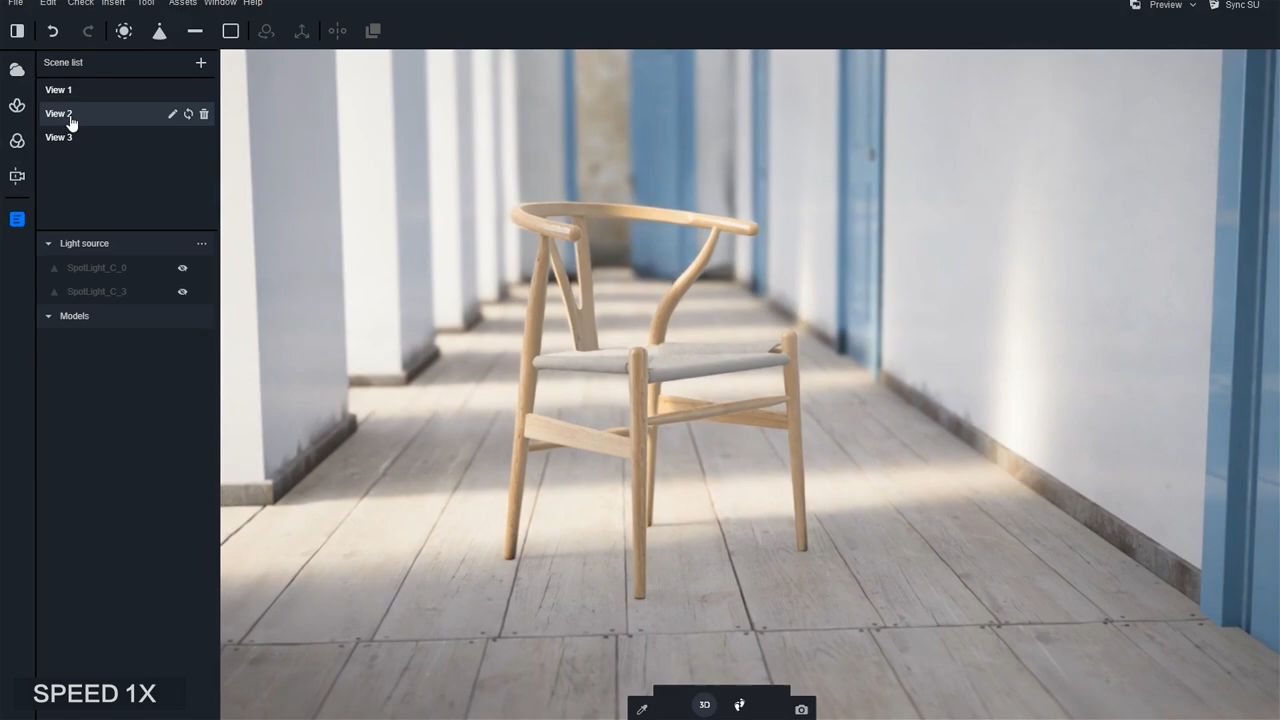 File Edit Check Insert Tool Assets Window Help Preview Sync SU
Scene list
View 1
View 2
View 3
Light source
SpotLight_C_0
SpotLight_C_3
Models
SPEED 1X
3D